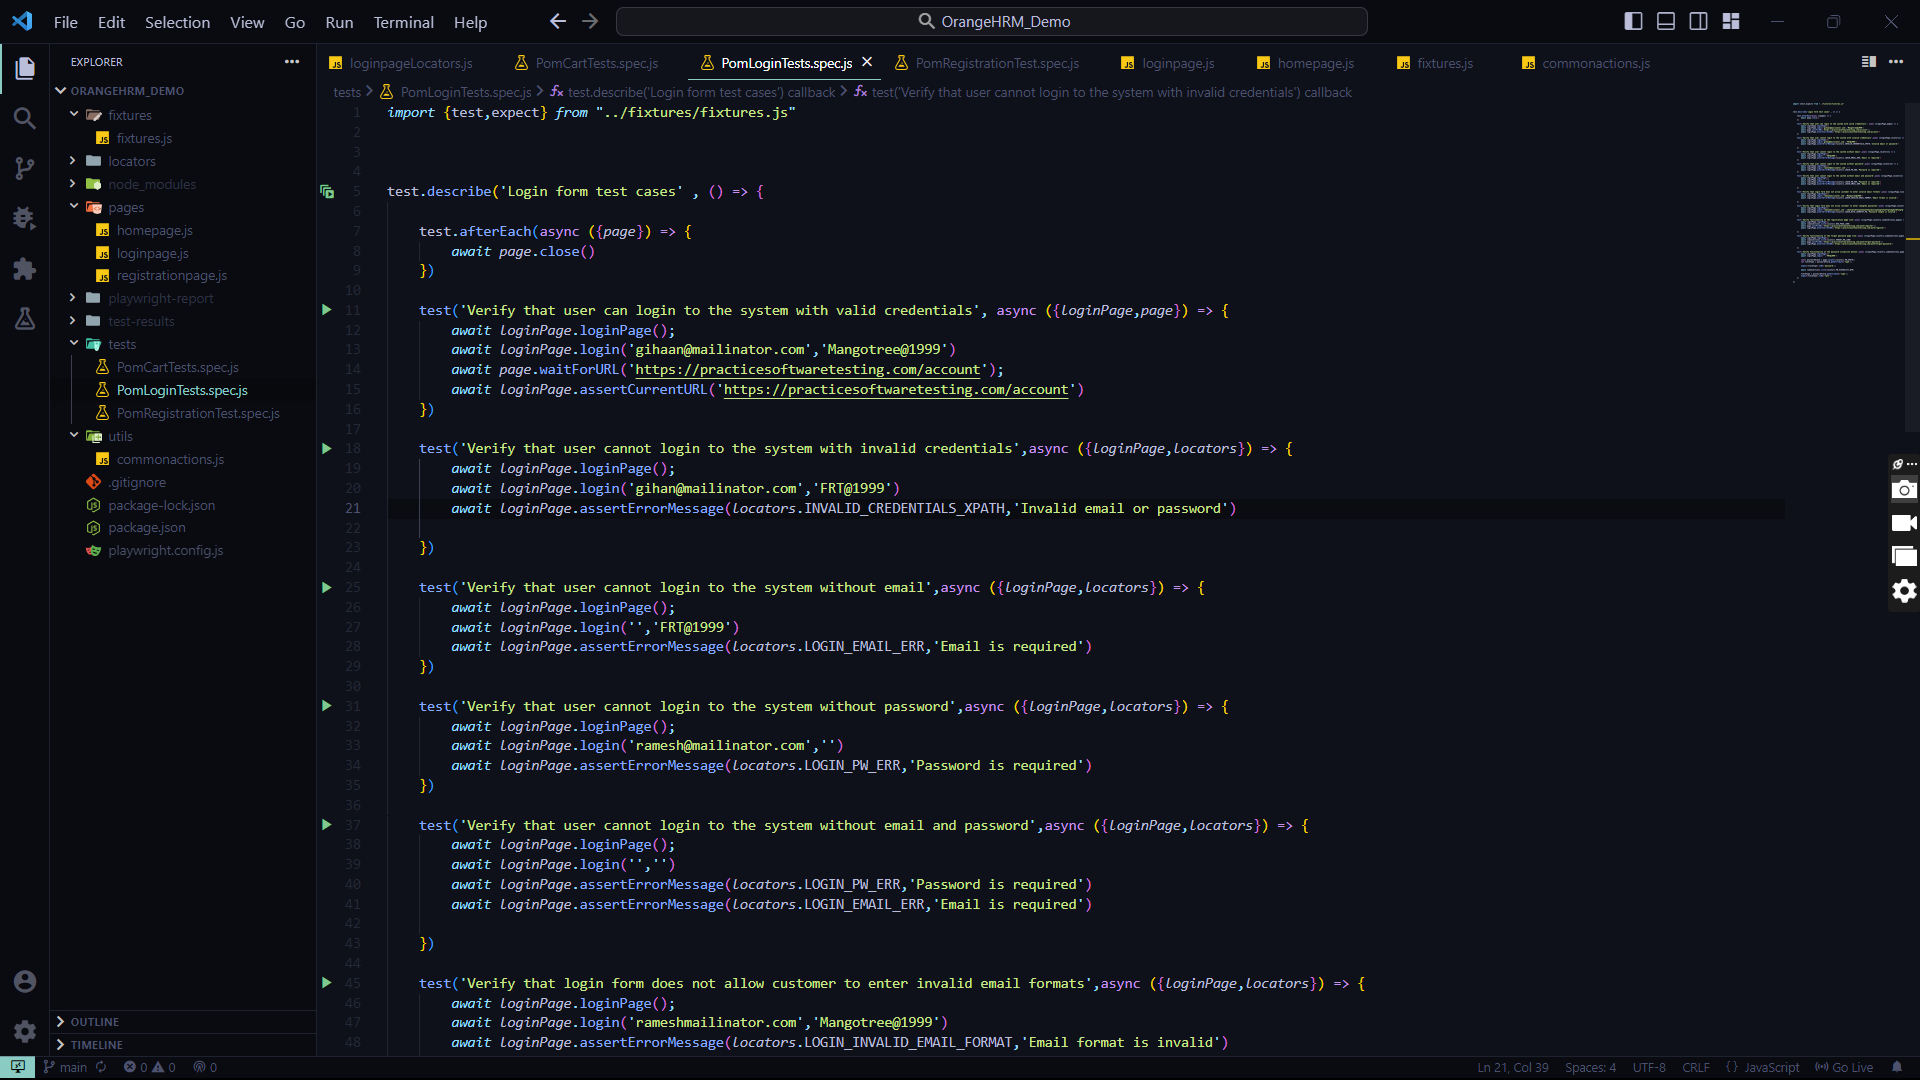 File Edit Selection View Go Run Terminal Help
OrangeHRM_Demo
EXPLORER
ORANGEHRM_DEMO
fixtures
fixtures.js
locators
node_modules
pages
homepage.js
loginpage.js
registrationpage.js
playwright-report
test-results
tests
PomCartTests.spec.js
PomLoginTests.spec.js
PomRegistrationTest.spec.js
utils
commonactions.js
.gitignore
package-lock.json
package.json
playwright.config.js
OUTLINE
TIMELINE
loginpageLocators.js PomCartTests.spec.js PomLoginTests.spec.js PomRegistrationTest.spec.js loginpage.js homepage.js fixtures.js commonactions.js
tests > PomLoginTests.spec.js > test.describe('Login form test cases') callback > test('Verify that user cannot login to the system with invalid credentials') callback
1 import {test,expect} from "../fixtures/fixtures.js"
2
3
4
5 test.describe('Login form test cases' , () => {
6
7 test.afterEach(async ({page}) => {
8 await page.close()
9 })
10
11 test('Verify that user can login to the system with valid credentials', async ({loginPage,page}) => {
12 await loginPage.loginPage();
13 await loginPage.login('gihaan@mailinator.com','Mangotree@1999')
14 await page.waitForURL('https://practicesoftwaretesting.com/account');
15 await loginPage.assertCurrentURL('https://practicesoftwaretesting.com/account')
16 })
17
18 test('Verify that user cannot login to the system with invalid credentials',async ({loginPage,locators}) => {
19 await loginPage.loginPage();
20 await loginPage.login('gihan@mailinator.com','FRT@1999')
21 await loginPage.assertErrorMessage(locators.INVALID_CREDENTIALS_XPATH,'Invalid email or password')
22
23 })
24
25 test('Verify that user cannot login to the system without email',async ({loginPage,locators}) => {
26 await loginPage.loginPage();
27 await loginPage.login('','FRT@1999')
28 await loginPage.assertErrorMessage(locators.LOGIN_EMAIL_ERR,'Email is required')
29 })
30
31 test('Verify that user cannot login to the system without password',async ({loginPage,locators}) => {
32 await loginPage.loginPage();
33 await loginPage.login('ramesh@mailinator.com','')
34 await loginPage.assertErrorMessage(locators.LOGIN_PW_ERR,'Password is required')
35 })
36
37 test('Verify that user cannot login to the system without email and password',async ({loginPage,locators}) => {
38 await loginPage.loginPage();
39 await loginPage.login('','')
40 await loginPage.assertErrorMessage(locators.LOGIN_PW_ERR,'Password is required')
41 await loginPage.assertErrorMessage(locators.LOGIN_EMAIL_ERR,'Email is required')
42
43 })
44
45 test('Verify that login form does not allow customer to enter invalid email formats',async ({loginPage,locators}) => {
46 await loginPage.loginPage();
47 await loginPage.login('rameshmailinator.com','Mangotree@1999')
48 await loginPage.assertErrorMessage(locators.LOGIN_INVALID_EMAIL_FORMAT,'Email format is invalid')
main 0 0 0 Ln 21, Col 39 Spaces: 4 UTF-8 CRLF {} JavaScript Go Live